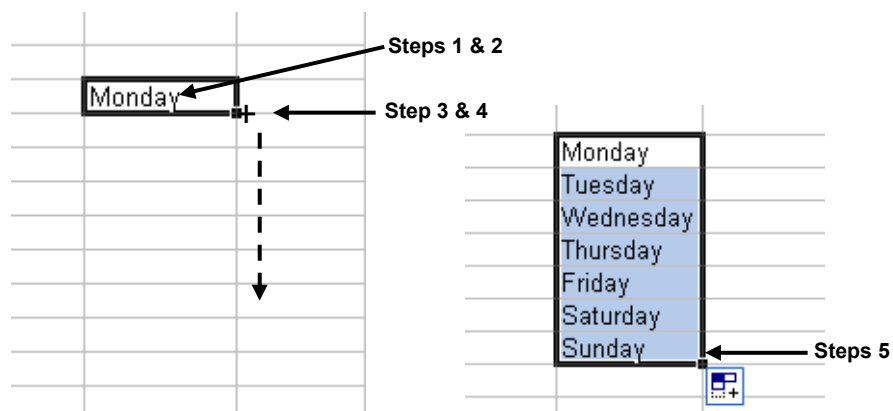 Steps 1 & 2
Monday
Step 3 & 4
Monday
Tuesday
Wednesday
Thursday
Friday
Saturday
Sunday
Steps 5